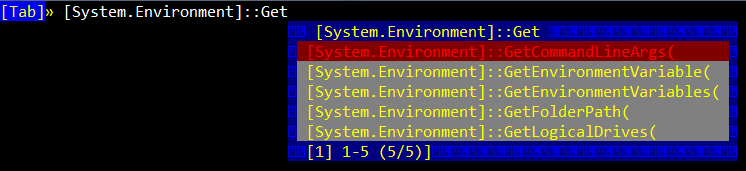 [Tab]» [System.Environment]::Get
[System.Environment]::Get
[System.Environment]::GetCommandLineArgs(
[System.Environment]::GetEnvironmentVariable(
[System.Environment]::GetEnvironmentVariables(
[System.Environment]::GetFolderPath(
[System.Environment]::GetLogicalDrives(
[1] 1-5 (5/5)]